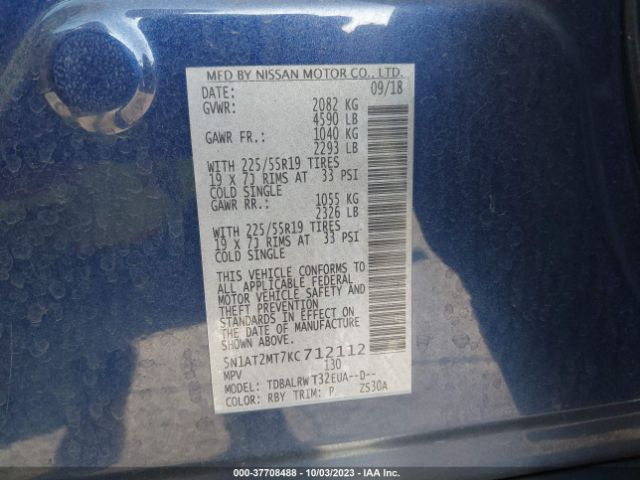 MFD BY NISSAN MOTOR CO., LTD.
DATE: 09/18
GVWR: 2082 KG
4590 LB
GAWR FR.: 1040 KG
2293 LB
WITH 225/55R19 TIRES
19 X 7J RIMS AT 33 PSI
COLD SINGLE
GAWR RR.: 1055 KG
2326 LB
WITH 225/55R19 TIRES
19 X 7J RIMS AT 33 PSI
COLD SINGLE
THIS VEHICLE CONFORMS TO
ALL APPLICABLE FEDERAL
MOTOR VEHICLE SAFETY AND
THEFT PREVENTION
STANDARDS IN EFFECT ON
THE DATE OF MANUFACTURE
SHOWN ABOVE.
5N1AT2MT7KC712112
MPV 130
MODEL: TDBALRWT32EUA--D--
COLOR: RBY TRIM: P ZS30A
000-37708488 - 10/03/2023 - IAA Inc.